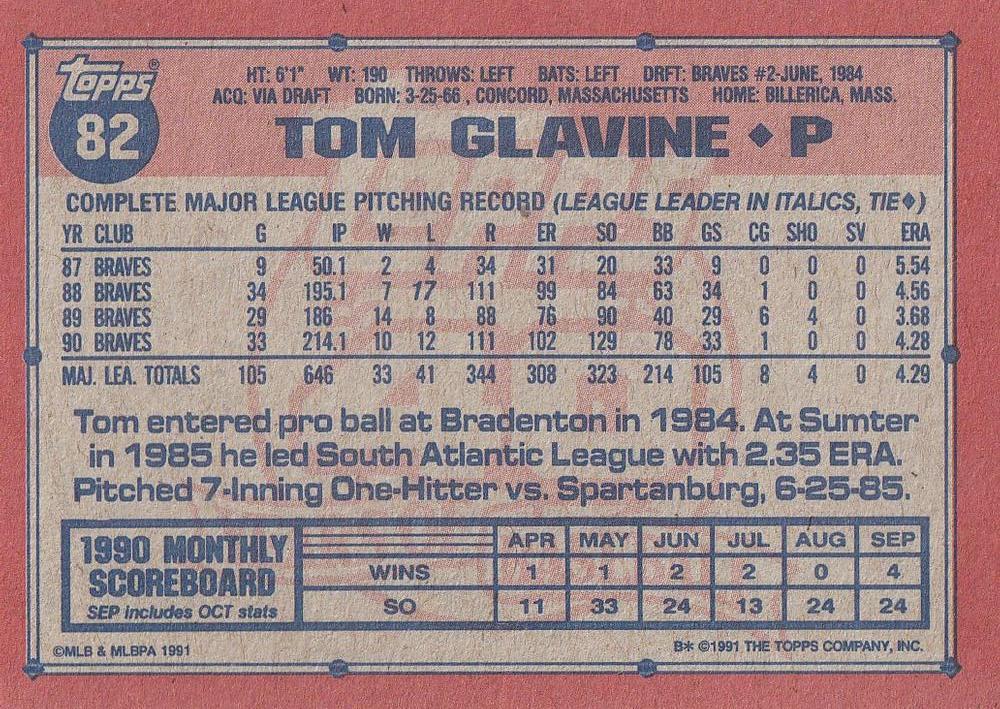 topps®
82
HT: 6'1" WT: 190 THROWS: LEFT BATS: LEFT DRFT: BRAVES #2-JUNE, 1984
ACQ: VIA DRAFT BORN: 3-25-66 , CONCORD, MASSACHUSETTS HOME: BILLERICA, MASS.
TOM GLAVINE ♦ P
COMPLETE MAJOR LEAGUE PITCHING RECORD (LEAGUE LEADER IN ITALICS, TIE♦)
YR CLUB G IP W L R ER SO BB GS CG SHO SV ERA
87 BRAVES 9 50.1 2 4 34 31 20 33 9 0 0 0 5.54
88 BRAVES 34 195.1 7 17 111 99 84 63 34 1 0 0 4.56
89 BRAVES 29 186 14 8 88 76 90 40 29 6 4 0 3.68
90 BRAVES 33 214.1 10 12 111 102 129 78 33 1 0 0 4.28
MAJ. LEA. TOTALS 105 646 33 41 344 308 323 214 105 8 4 0 4.29
Tom entered pro ball at Bradenton in 1984. At Sumter
in 1985 he led South Atlantic League with 2.35 ERA.
Pitched 7-Inning One-Hitter vs. Spartanburg, 6-25-85.
1990 MONTHLY
SCOREBOARD
SEP includes OCT stats
APR MAY JUN JUL AUG SEP
WINS 1 1 2 2 0 4
SO 11 33 24 13 24 24
©MLB & MLBPA 1991
B* ©1991 THE TOPPS COMPANY, INC.